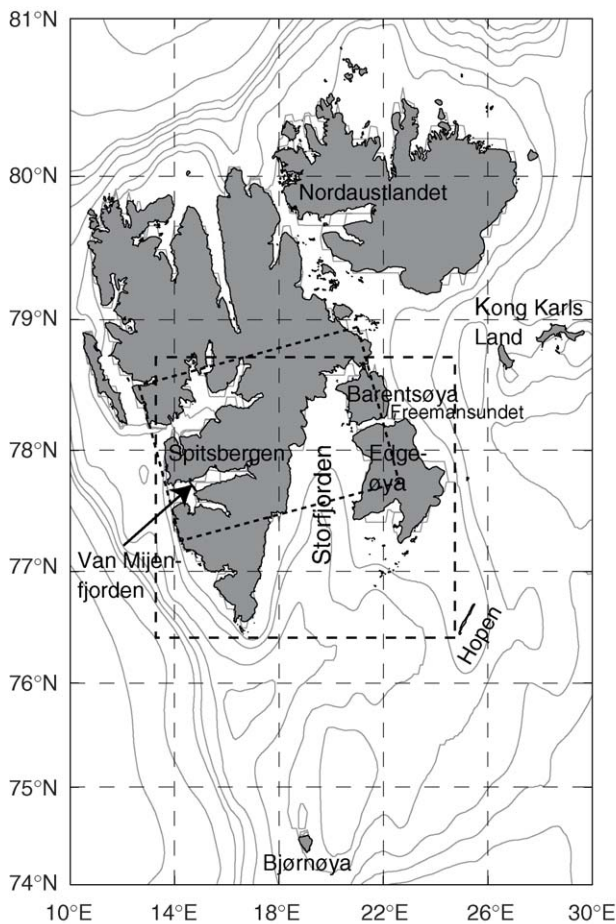 81°N
80°N
Nordaustlandet
79°N
Kong Karls
Land
Barentsøya
Freemansundet
78°N
Spitsbergen
Edge-
øya
Storfjorden
77°N
Van Mijen-
fjorden
Hopen
76°N
75°N
Bjørnøya
74°N
10°E
14°E
18°E
22°E
26°E
30°E